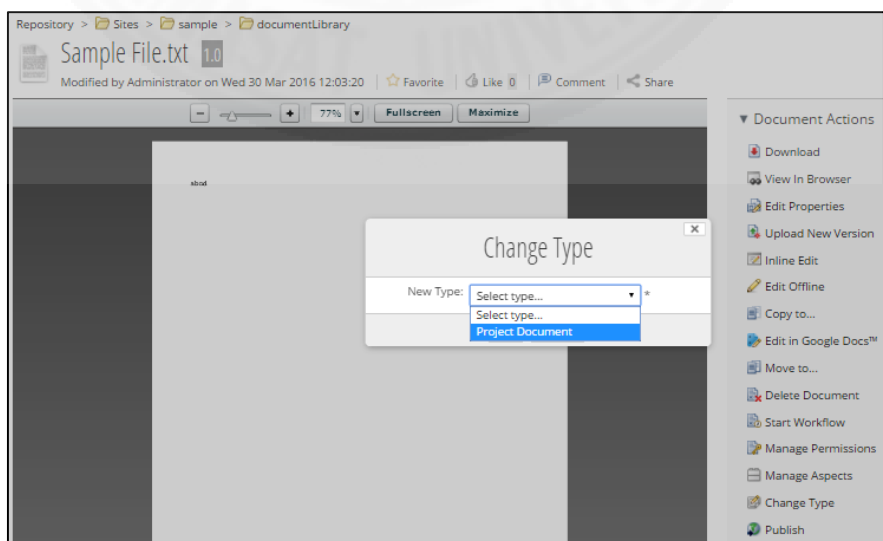 Repository > Sites > sample > documentLibrary
Sample File.txt 1.0
Modified by Administrator on Wed 30 Mar 2016 12:03:20 Favorite Like 0 Comment Share
77% Fullscreen Maximize
abcd
Change Type
New Type: Select type... *
Select type...
Project Document
Document Actions
Download
View In Browser
Edit Properties
Upload New Version
Inline Edit
Edit Offline
Copy to...
Edit in Google Docs™
Move to...
Delete Document
Start Workflow
Manage Permissions
Manage Aspects
Change Type
Publish